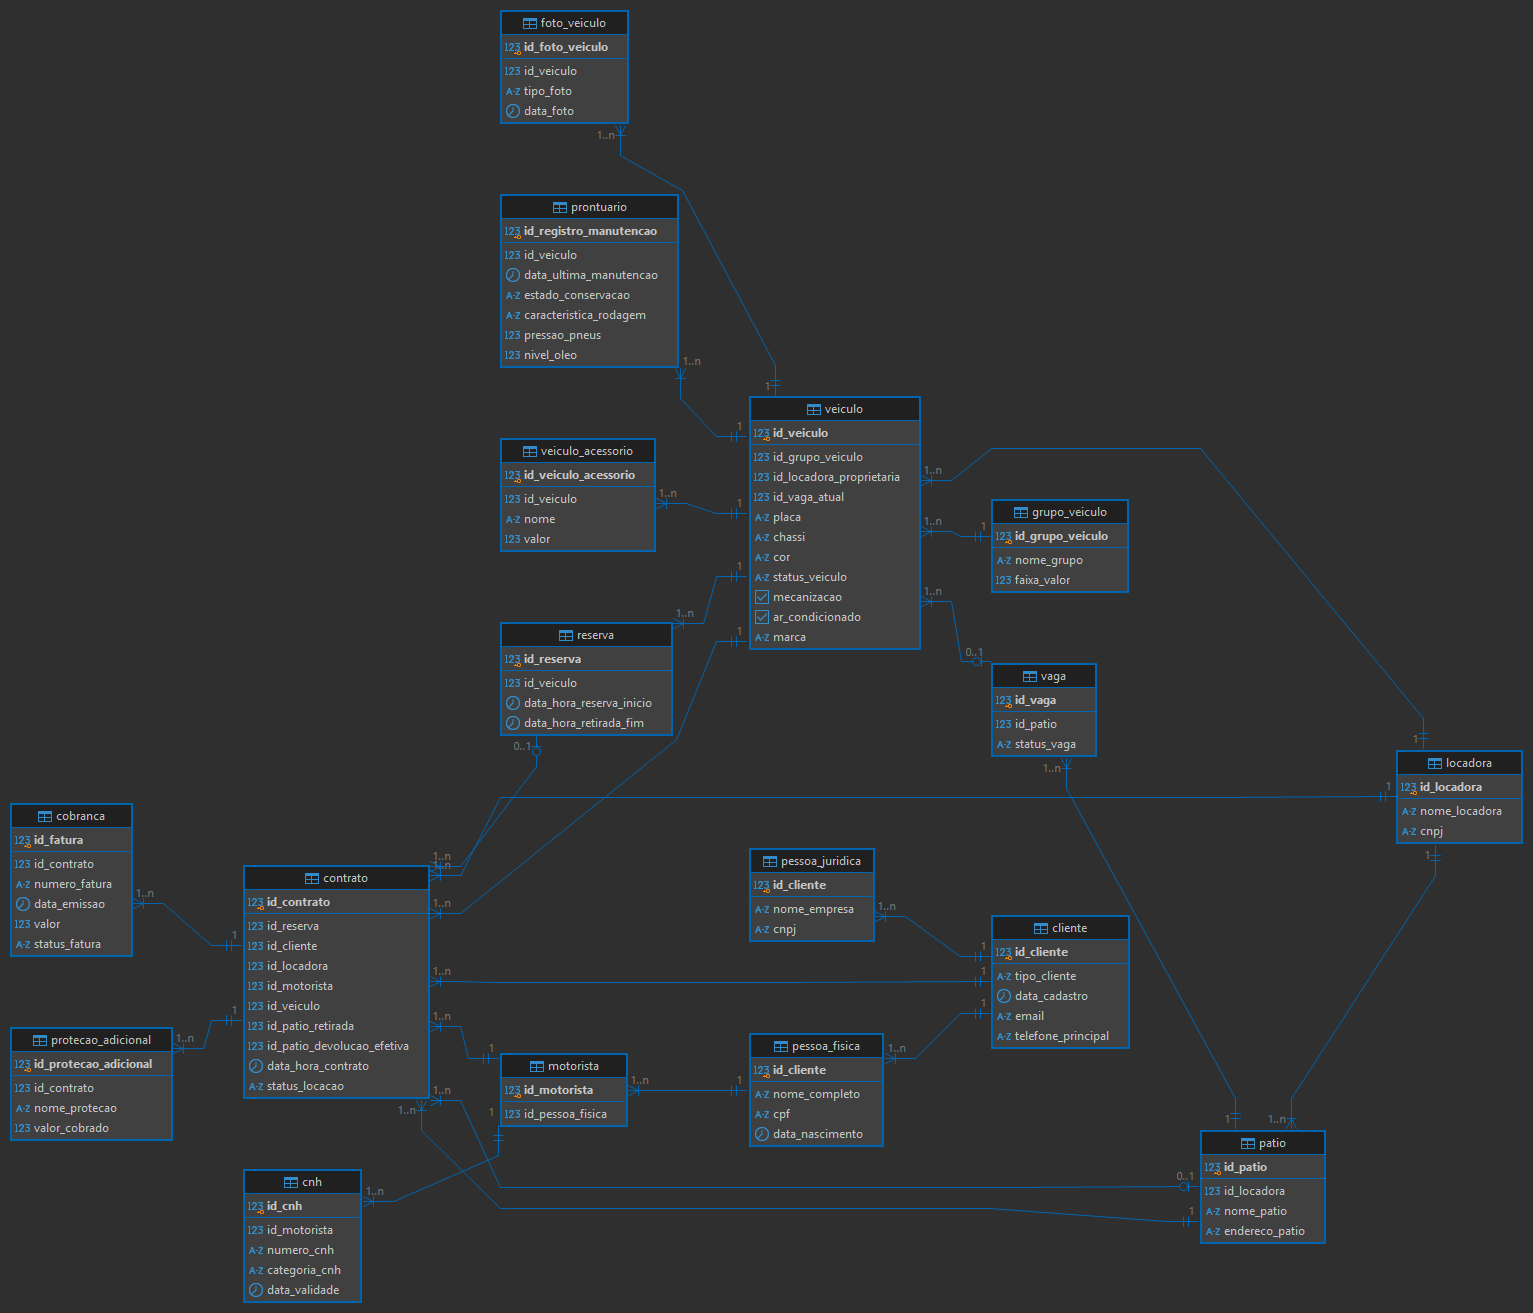 foto_veiculo
123 id_foto_veiculo
123 id_veiculo
A-Z tipo_foto
data_foto
1..n
prontuario
123 id_registro_manutencao
123 id_veiculo
data_ultima_manutencao
A-Z estado_conservacao
A-Z caracteristica_rodagem
123 pressao_pneus
123 nivel_oleo
1..n
1
veiculo
123 id_veiculo
123 id_grupo_veiculo
123 id_locadora_proprietaria
123 id_vaga_atual
A-Z placa
A-Z chassi
A-Z cor
A-Z status_veiculo
mecanizacao
ar_condicionado
A-Z marca
1
1
1
1
1..n
1..n
1..n
veiculo_acessorio
123 id_veiculo_acessorio
123 id_veiculo
A-Z nome
123 valor
1..n
grupo_veiculo
123 id_grupo_veiculo
A-Z nome_grupo
123 faixa_valor
1
reserva
123 id_reserva
123 id_veiculo
data_hora_reserva_inicio
data_hora_retirada_fim
1..n
0..1
vaga
123 id_vaga
123 id_patio
A-Z status_vaga
0..1
1..n
locadora
123 id_locadora
A-Z nome_locadora
A-Z cnpj
1
1
1
cobranca
123 id_fatura
123 id_contrato
A-Z numero_fatura
data_emissao
123 valor
A-Z status_fatura
1..n
contrato
123 id_contrato
123 id_reserva
123 id_cliente
123 id_locadora
123 id_motorista
123 id_veiculo
123 id_patio_retirada
123 id_patio_devolucao_efetiva
data_hora_contrato
A-Z status_locacao
1
1
1..n
1..n
1..n
1..n
1..n
1..n
1..n
pessoa_juridica
123 id_cliente
A-Z nome_empresa
A-Z cnpj
1..n
cliente
123 id_cliente
A-Z tipo_cliente
data_cadastro
A-Z email
A-Z telefone_principal
1
1
1
protecao_adicional
123 id_protecao_adicional
123 id_contrato
A-Z nome_protecao
123 valor_cobrado
1..n
motorista
123 id_motorista
123 id_pessoa_fisica
1
1
1..n
pessoa_fisica
123 id_cliente
A-Z nome_completo
A-Z cpf
data_nascimento
1..n
1
cnh
123 id_cnh
123 id_motorista
A-Z numero_cnh
A-Z categoria_cnh
data_validade
1..n
patio
123 id_patio
123 id_locadora
A-Z nome_patio
A-Z endereco_patio
1
1..n
0..1
1